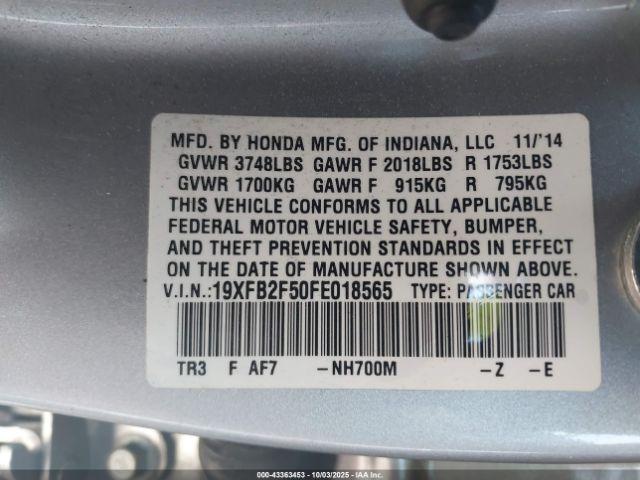 MFD. BY HONDA MFG. OF INDIANA, LLC 11/'14
GVWR 3748LBS GAWR F 2018LBS R 1753LBS
GVWR 1700KG GAWR F 915KG R 795KG
THIS VEHICLE CONFORMS TO ALL APPLICABLE
FEDERAL MOTOR VEHICLE SAFETY, BUMPER,
AND THEFT PREVENTION STANDARDS IN EFFECT
ON THE DATE OF MANUFACTURE SHOWN ABOVE.
V.I.N.:19XFB2F50FE018565 TYPE: PASSENGER CAR
TR3 F AF7 -NH700M -Z -E
000-43363453 - 10/03/2025 - IAA, Inc.